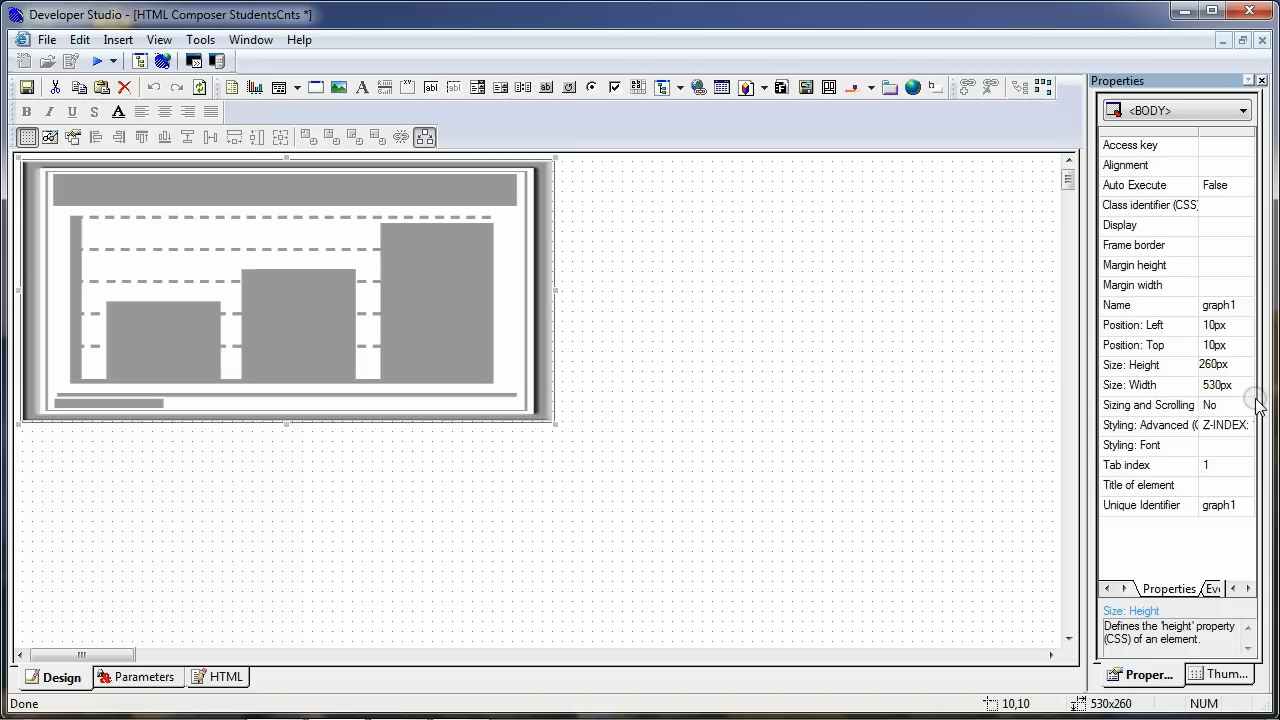 Developer Studio - [HTML Composer StudentsCnts *]
File Edit Insert View Tools Window Help
Properties
<BODY>
Access key
Alignment
Auto Execute False
Class identifier (CSS)
Display
Frame border
Margin height
Margin width
Name graph1
Position: Left 10px
Position: Top 10px
Size: Height 260px
Size: Width 530px
Sizing and Scrolling No
Styling: Advanced (C Z-INDEX:
Styling: Font
Tab index 1
Title of element
Unique Identifier graph1
Properties Eve
Size: Height
Defines the 'height' property
(CSS) of an element.
Design Parameters HTML
Proper... Thum...
Done 10,10 530x260 NUM